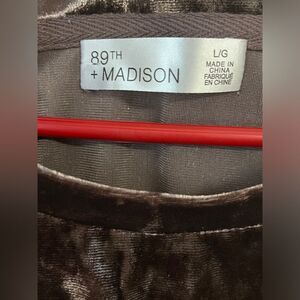 89TH
+ MADISON
L/G
MADE IN
CHINA
FABRIQUÉ
EN CHINE